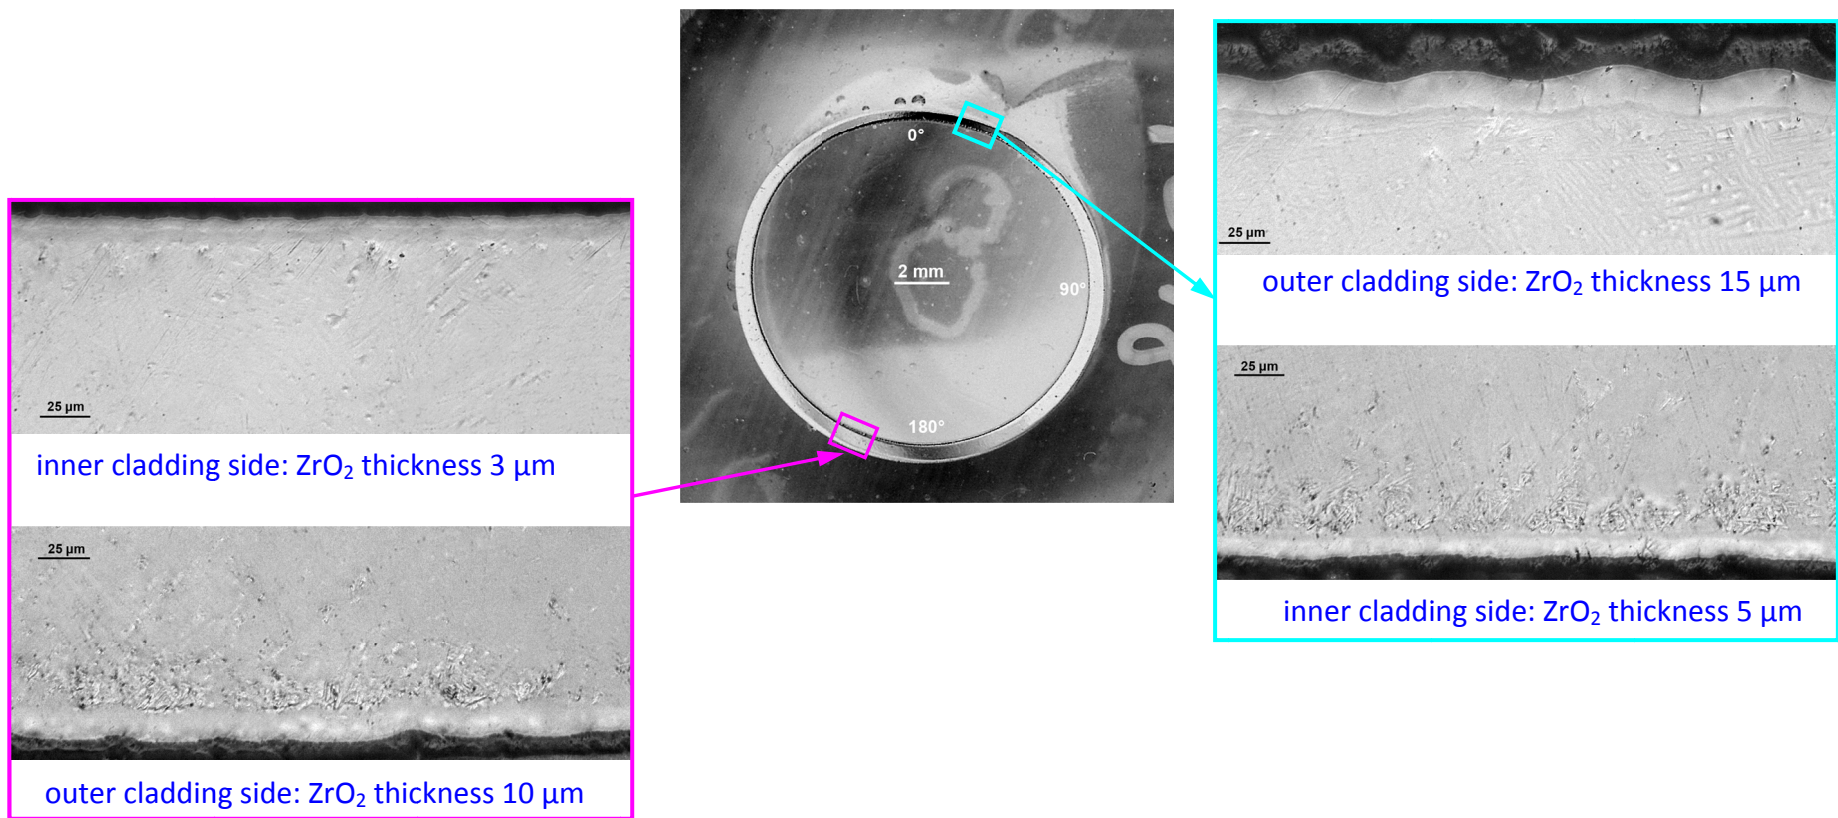 25 µm
inner cladding side: ZrO₂ thickness 3 µm
25 µm
outer cladding side: ZrO₂ thickness 10 µm
0°
2 mm
90°
180°
25 µm
outer cladding side: ZrO₂ thickness 15 µm
25 µm
inner cladding side: ZrO₂ thickness 5 µm